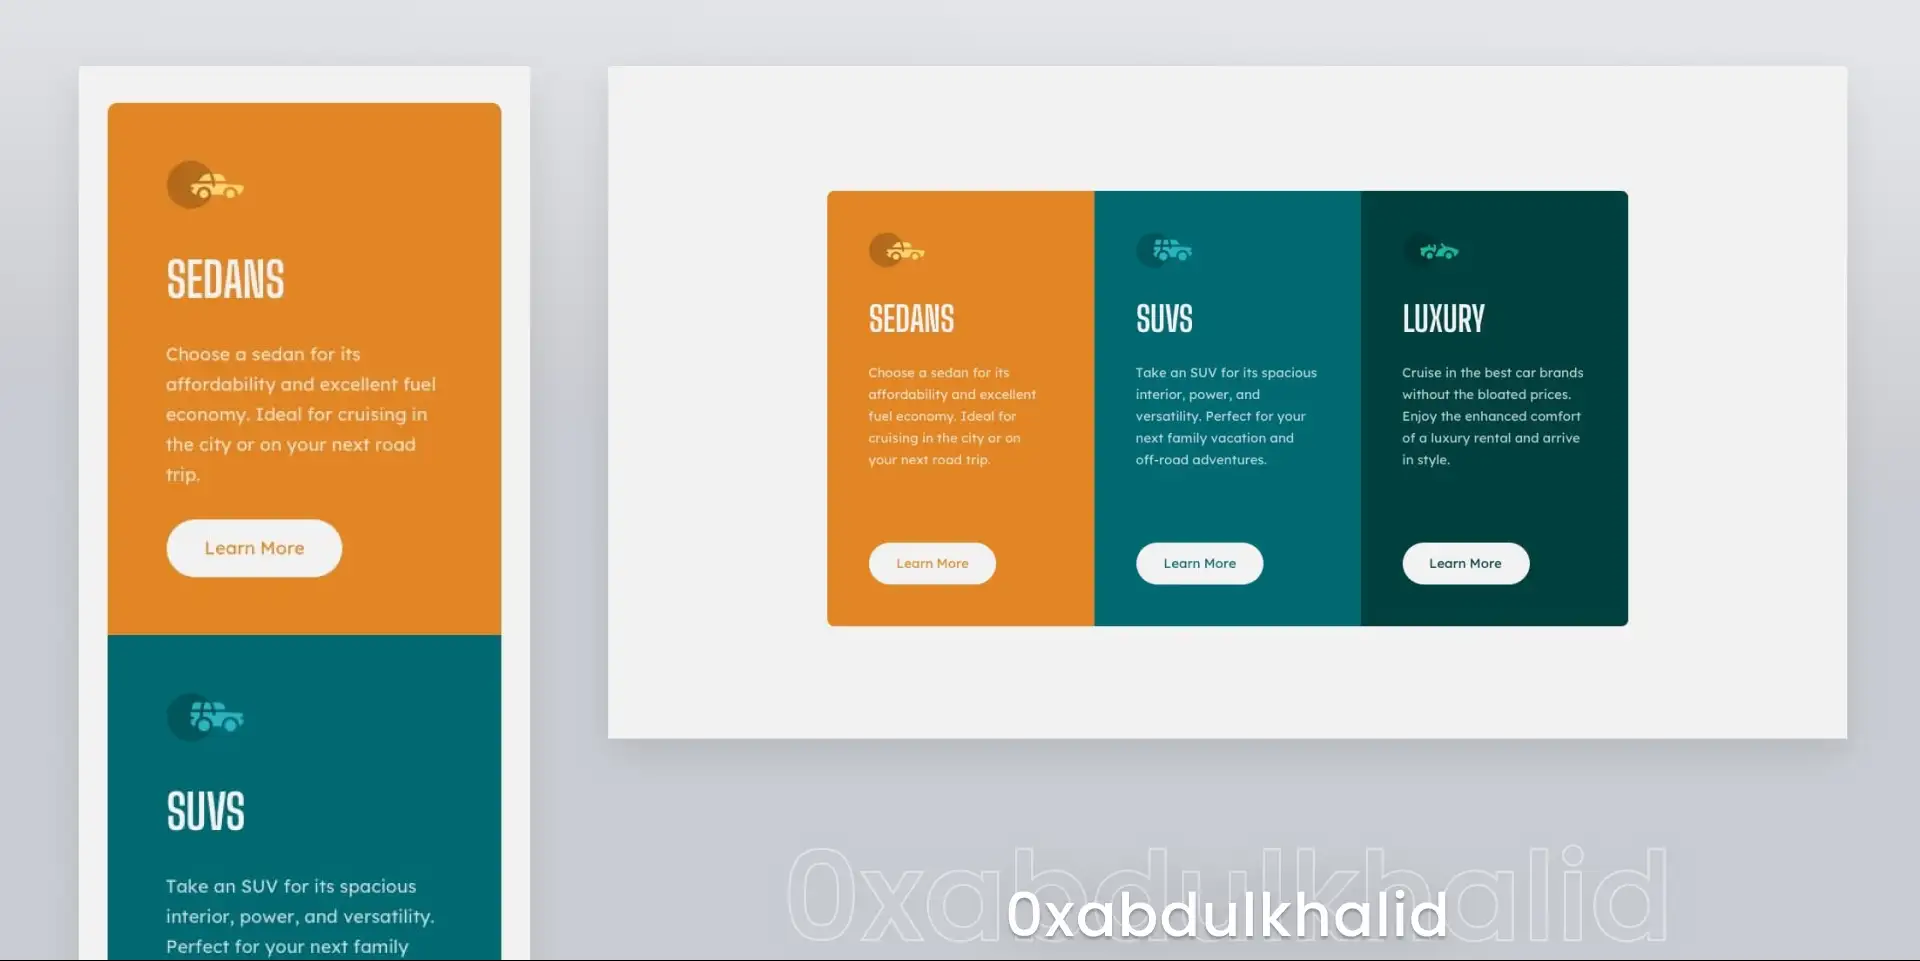 SEDANS
Choose a sedan for its
affordability and excellent fuel
economy. Ideal for cruising in
the city or on your next road
trip.
Learn More
SUVS
Take an SUV for its spacious
interior, power, and versatility.
Perfect for your next family
SEDANS
Choose a sedan for its
affordability and excellent
fuel economy. Ideal for
cruising in the city or on
your next road trip.
Learn More
SUVS
Take an SUV for its spacious
interior, power, and
versatility. Perfect for your
next family vacation and
off-road adventures.
Learn More
LUXURY
Cruise in the best car brands
without the bloated prices.
Enjoy the enhanced comfort
of a luxury rental and arrive
in style.
Learn More
0xabdulkhalid
0xabdulkhalid